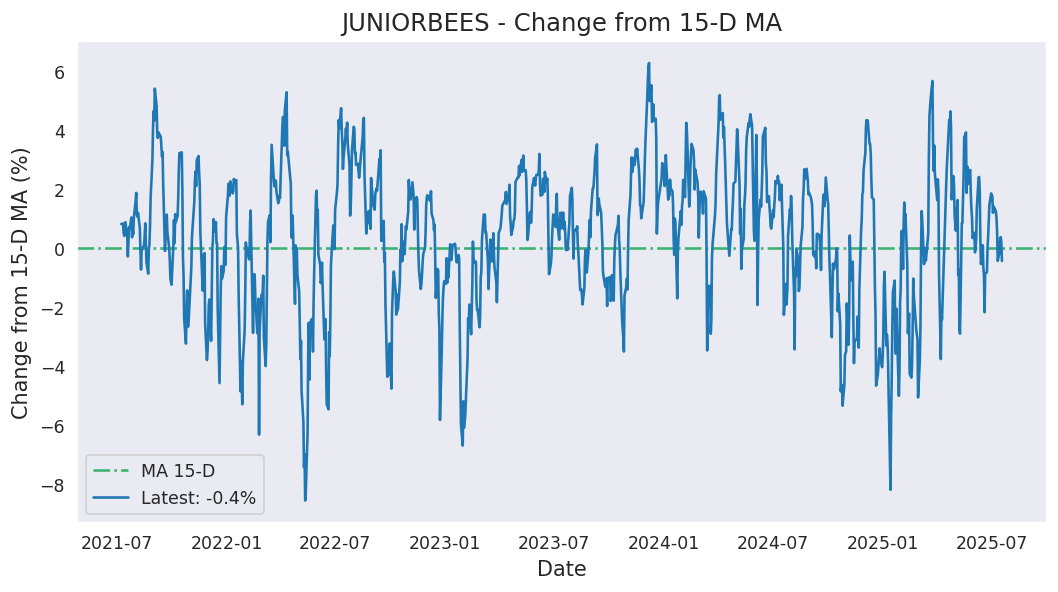 JUNIORBEES - Change from 15-D MA
Change from 15-D MA (%)
6
4
2
0
−2
−4
−6
−8
MA 15-D
Latest: -0.4%
2021-07 2022-01 2022-07 2023-01 2023-07 2024-01 2024-07 2025-01 2025-07
Date